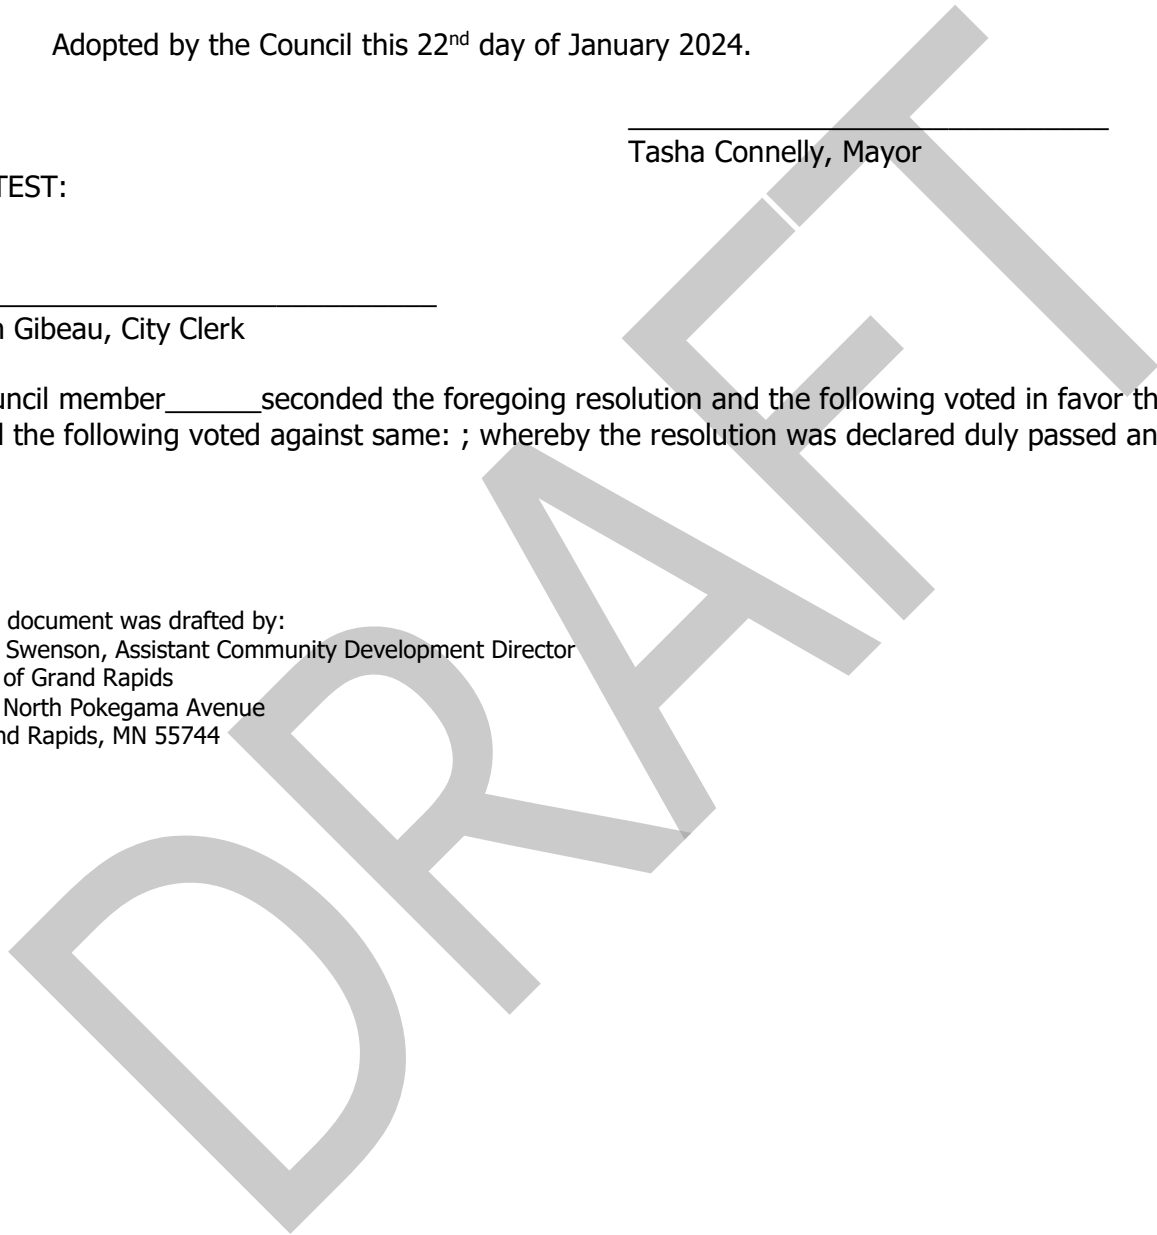 Adopted by the Council this 22nd day of January 2024.
Tasha Connelly, Mayor
TEST:
n Gibeau, City Clerk
uncil member______seconded the foregoing resolution and the following voted in favor th
the following voted against same: ; whereby the resolution was declared duly passed an
document was drafted by:
Swenson, Assistant Community Development Director
of Grand Rapids
North Pokegama Avenue
nd Rapids, MN 55744
DRAFT